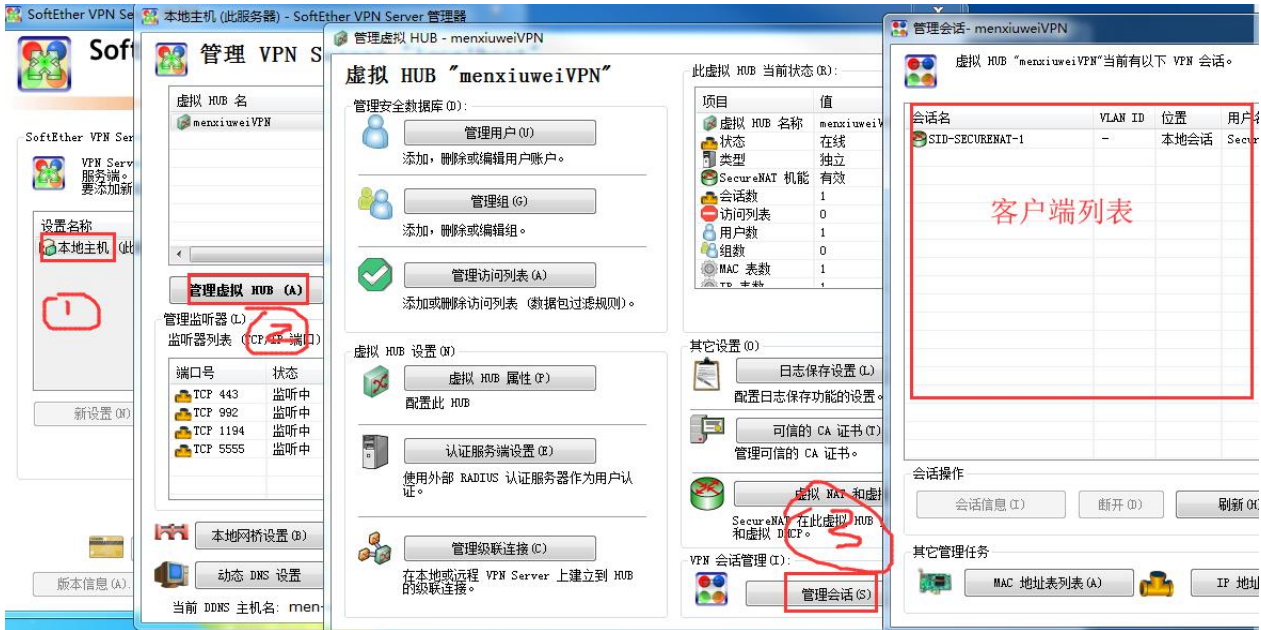 SoftEther VPN Se
Soft
SoftEther VPN Ser
VPN Serv
服务端。
要添加新
设置名称
本地主机 (此
1
新设置(N)
版本信息(A).
本地主机 (此服务器) - SoftEther VPN Server 管理器
管理 VPN S
虚拟 HUB 名
menxiuweiVPN
管理虚拟 HUB (A)
2
管理监听器(L)
监听器列表 (TCP/IP 端口)
端口号 状态
TCP 443 监听中
TCP 992 监听中
TCP 1194 监听中
TCP 5555 监听中
本地网桥设置(B)
动态 DNS 设置
当前 DDNS 主机名: men-
管理虚拟 HUB - menxiuweiVPN
虚拟 HUB "menxiuweiVPN"
管理安全数据库(D):
管理用户(U)
添加，删除或编辑用户账户。
管理组(G)
添加，删除或编辑组。
管理访问列表(A)
添加或删除访问列表 (数据包过滤规则)。
虚拟 HUB 设置(N)
虚拟 HUB 属性(P)
配置此 HUB
认证服务端设置(E)
使用外部 RADIUS 认证服务器作为用户认
证。
管理级联连接(C)
在本地或远程 VPN Server 上建立到 HUB
的级联连接。
此虚拟 HUB 当前状态(R):
项目 值
虚拟 HUB 名称 menxiuweiV
状态 在线
类型 独立
SecureNAT 机能 有效
会话数 1
访问列表 0
用户数 1
组数 0
MAC 表数 1
IP 表数 1
其它设置(O)
日志保存设置(L)
配置日志保存功能的设置。
可信的 CA 证书(T)
管理可信的 CA 证书。
虚拟 NAT 和虚拟
SecureNAT 在此虚拟 HUB
和虚拟 DHCP。
3
VPN 会话管理(I):
管理会话(S)
管理会话- menxiuweiVPN
虚拟 HUB "menxiuweiVPN"当前有以下 VPN 会话。
会话名 VLAN ID 位置 用户名
SID-SECURENAT-1 - 本地会话 Secur
客户端列表
会话操作
会话信息(I) 断开(D) 刷新(R
其它管理任务
MAC 地址表列表(A) IP 地址